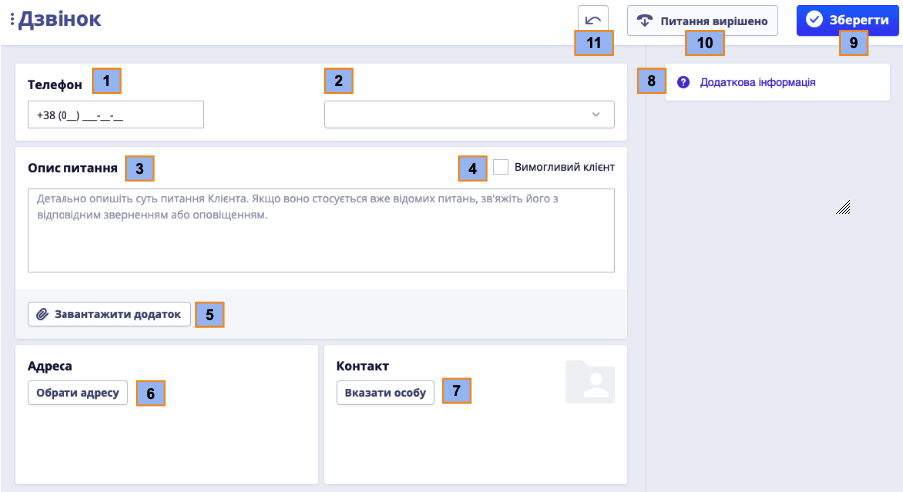 Дзвінок
11
Питання вирішено
10
Зберегти
9
Телефон
1
2
+38 (0__) ___-__-__
8
Додаткова інформація
Опис питання
3
4
Вимогливий клієнт
Детально опишіть суть питання Клієнта. Якщо воно стосується вже відомих питань, зв'яжіть його з
відповідним зверненням або оповіщенням.
Завантажити додаток
5
Адреса
Обрати адресу
6
Контакт
Вказати особу
7